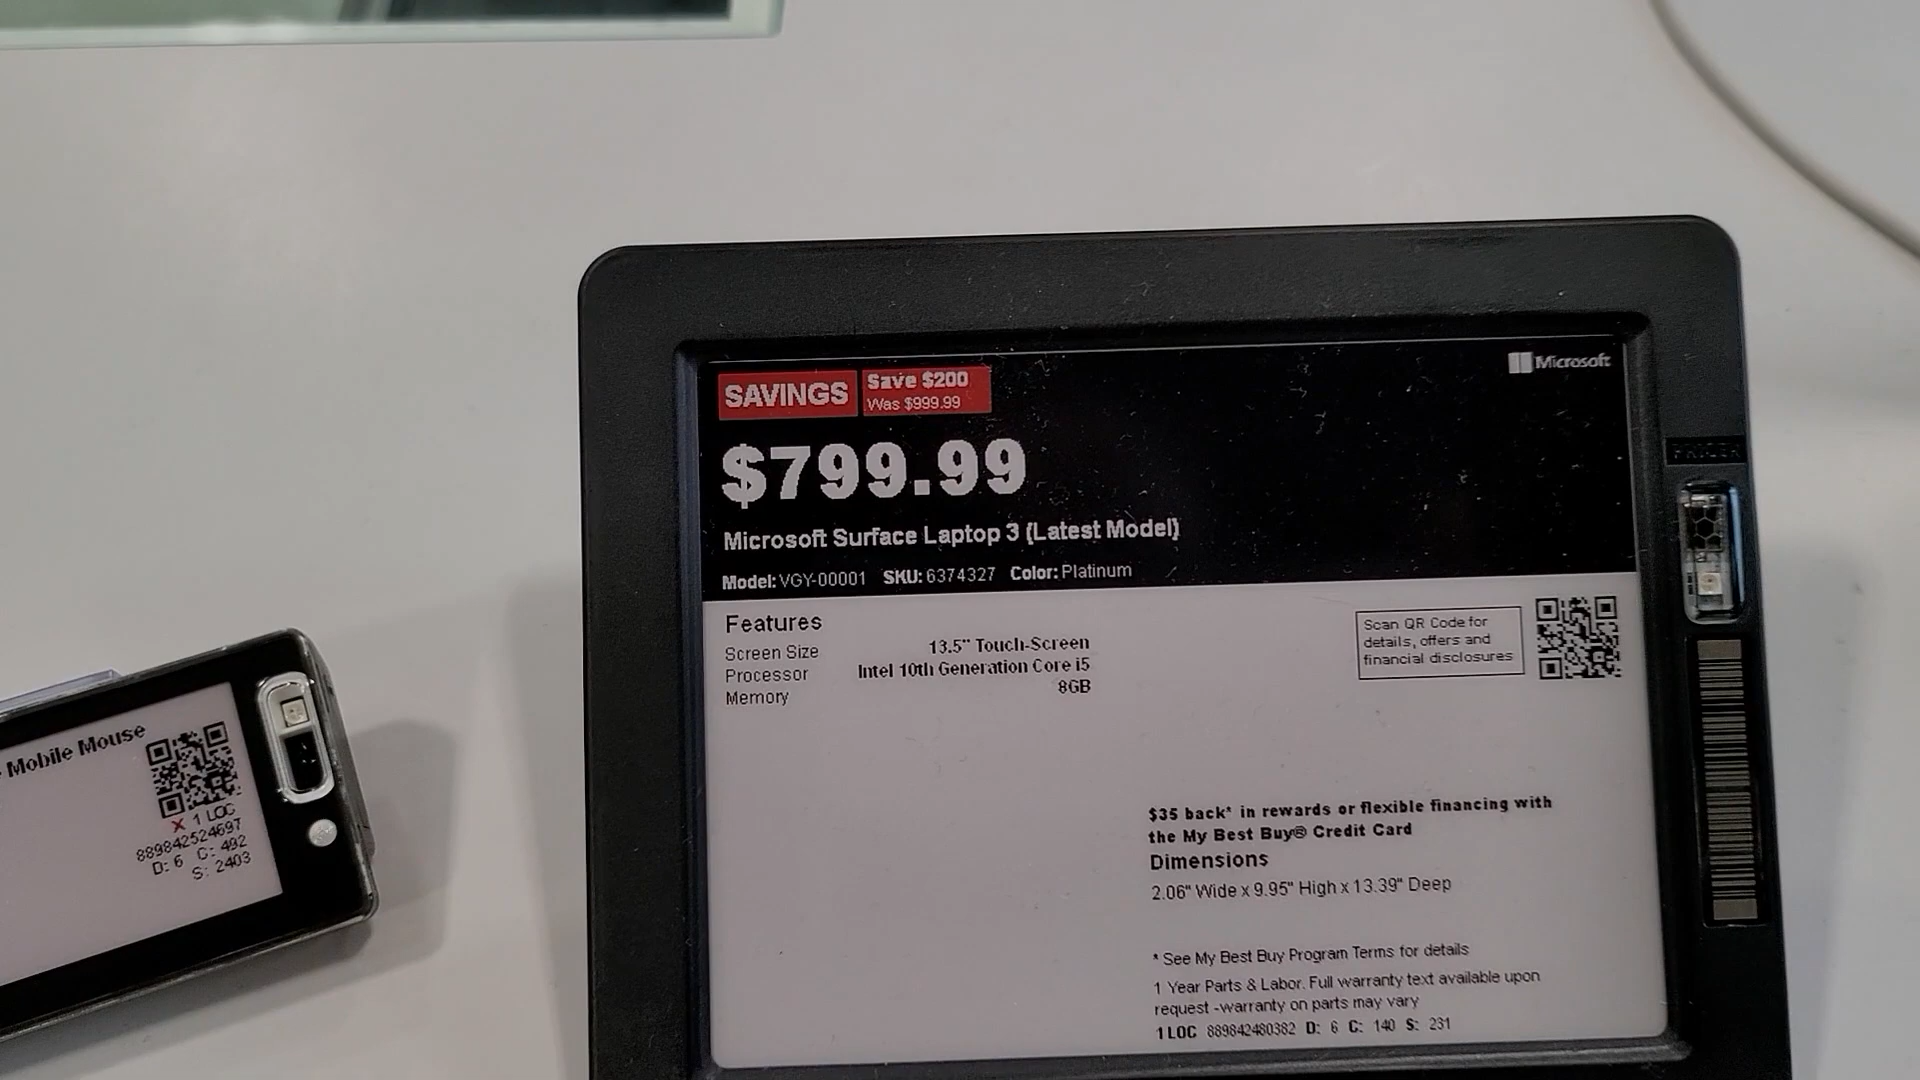 SAVINGS
Save $200
Was $999.99
Microsoft
$799.99
Microsoft Surface Laptop 3 (Latest Model)
Model: VGY-00001 SKU: 6374327 Color: Platinum
Features
Screen Size 13.5" Touch-Screen
Processor Intel 10th Generation Core i5
Memory 8GB
Scan QR Code for
details, offers and
financial disclosures
$35 back* in rewards or flexible financing with
the My Best Buy® Credit Card
Dimensions
2.06" Wide x 9.95" High x 13.39" Deep
* See My Best Buy Program Terms for details
1 Year Parts & Labor. Full warranty text available upon
request -warranty on parts may vary
1 LOC 889842480382 D: 6 C: 140 S: 231
Mobile Mouse
X 1 LOC
889842524697
D: 6 C: 492
S: 2403